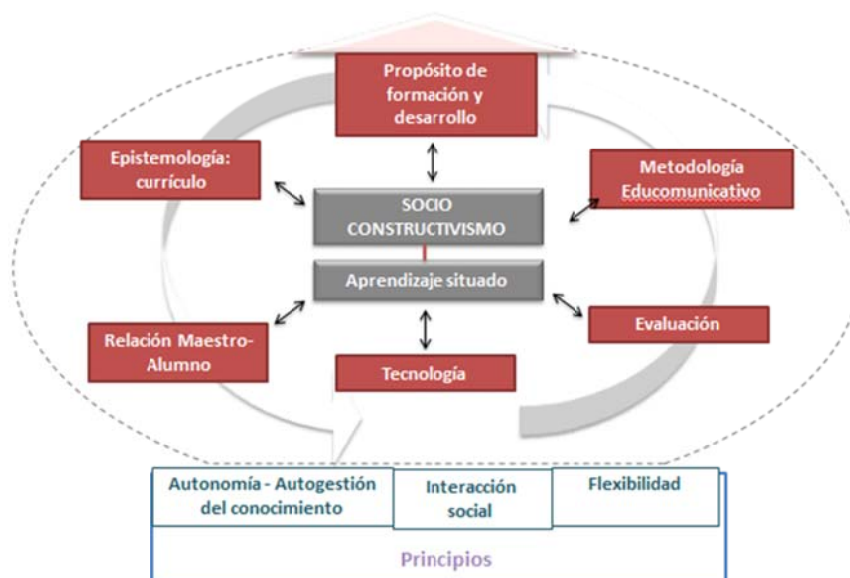 Propósito de
formación y
desarrollo
Epistemología:
currículo
Metodología
Educomunicativo
SOCIO
CONSTRUCTIVISMO
Aprendizaje situado
Relación Maestro-
Alumno
Tecnología
Evaluación
Autonomía - Autogestión
del conocimiento
Interacción
social
Flexibilidad
Principios